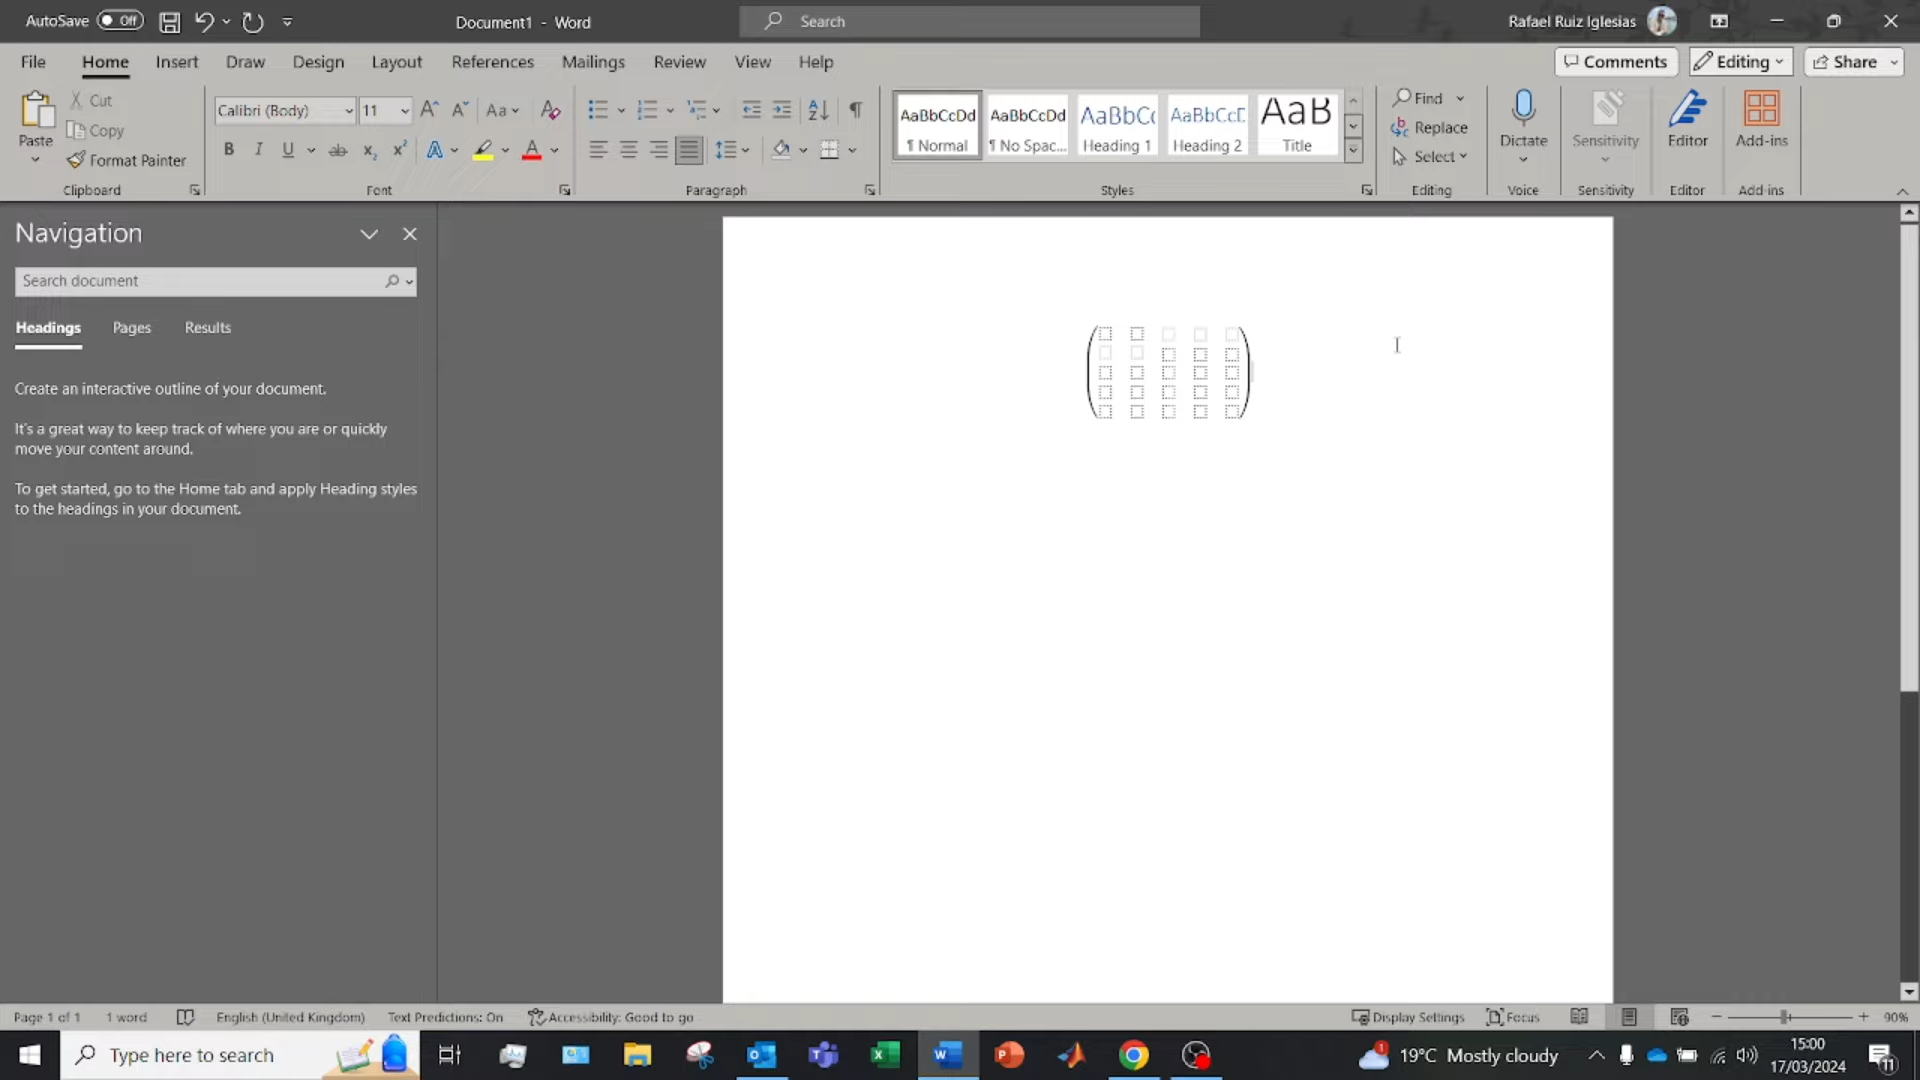 AutoSave Off Document1 - Word Search Rafael Ruiz Iglesias
File Home Insert Draw Design Layout References Mailings Review View Help Comments Editing Share
Paste Cut Copy Format Painter Clipboard
Calibri (Body) 11 A A Aa A
B I U ab x₂ x² A A Font
Paragraph
AaBbCcDd AaBbCcDd AaBbCc AaBbCcD AaB
¶ Normal ¶ No Spac... Heading 1 Heading 2 Title
Styles
Find
Replace
Select
Editing
Dictate
Voice
Sensitivity
Sensitivity
Editor
Editor
Add-ins
Add-ins
Navigation
Search document
Headings Pages Results
Create an interactive outline of your document.
It's a great way to keep track of where you are or quickly
move your content around.
To get started, go to the Home tab and apply Heading styles
to the headings in your document.
Page 1 of 1 1 word English (United Kingdom) Text Predictions: On Accessibility: Good to go Display Settings Focus 90%
Type here to search 1 19°C Mostly cloudy 15:00
17/03/2024 11